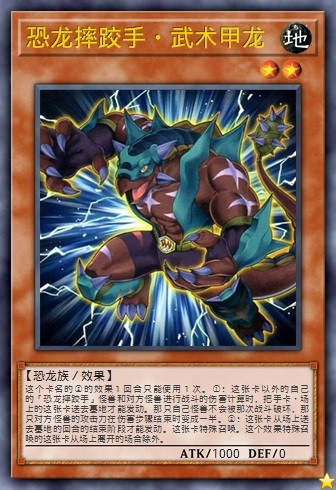 恐龙摔跤手·武术甲龙
地
【恐龙族／效果】
这个卡名的②的效果1回合只能使用1次。①：这张卡以外的自己
的「恐龙摔跤手」怪兽和对方怪兽进行战斗的伤害计算时，把手卡·场
上的这张卡送去墓地才能发动。那只自己怪兽不会被那次战斗破坏，那
只对方怪兽的攻击力在伤害步骤结束时变成一半。②：这张卡从场上送
去墓地的回合的结束阶段才能发动。这张卡特殊召唤。这个效果特殊召
唤的这张卡从场上离开的场合除外。
ATK/1000 DEF/0